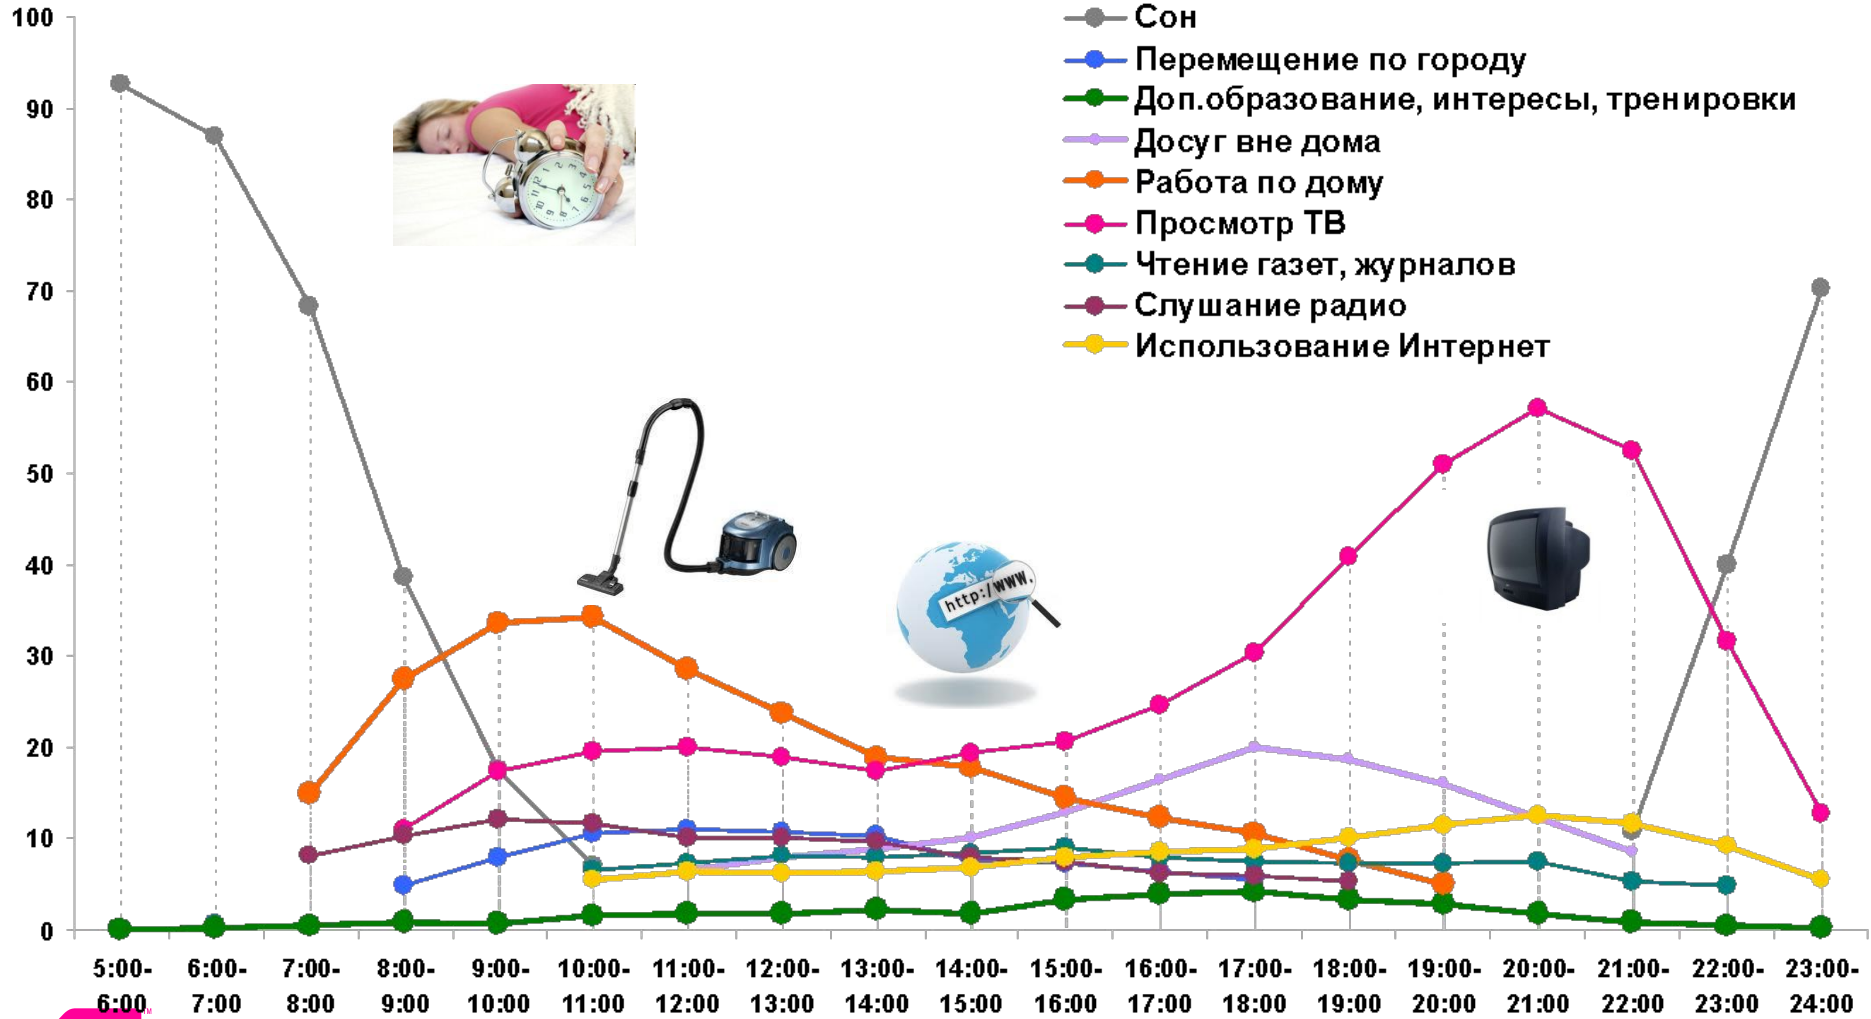 100
90
80
70
60
50
40
30
20
10
0
Сон
Перемещение по городу
Доп.образование, интересы, тренировки
Досуг вне дома
Работа по дому
Просмотр ТВ
Чтение газет, журналов
Слушание радио
Использование Интернет
http:/www.
5:00- 6:00- 7:00- 8:00- 9:00- 10:00- 11:00- 12:00- 13:00- 14:00- 15:00- 16:00- 17:00- 18:00- 19:00- 20:00- 21:00- 22:00- 23:00-
6:00 7:00 8:00 9:00 10:00 11:00 12:00 13:00 14:00 15:00 16:00 17:00 18:00 19:00 20:00 21:00 22:00 23:00 24:00
TM